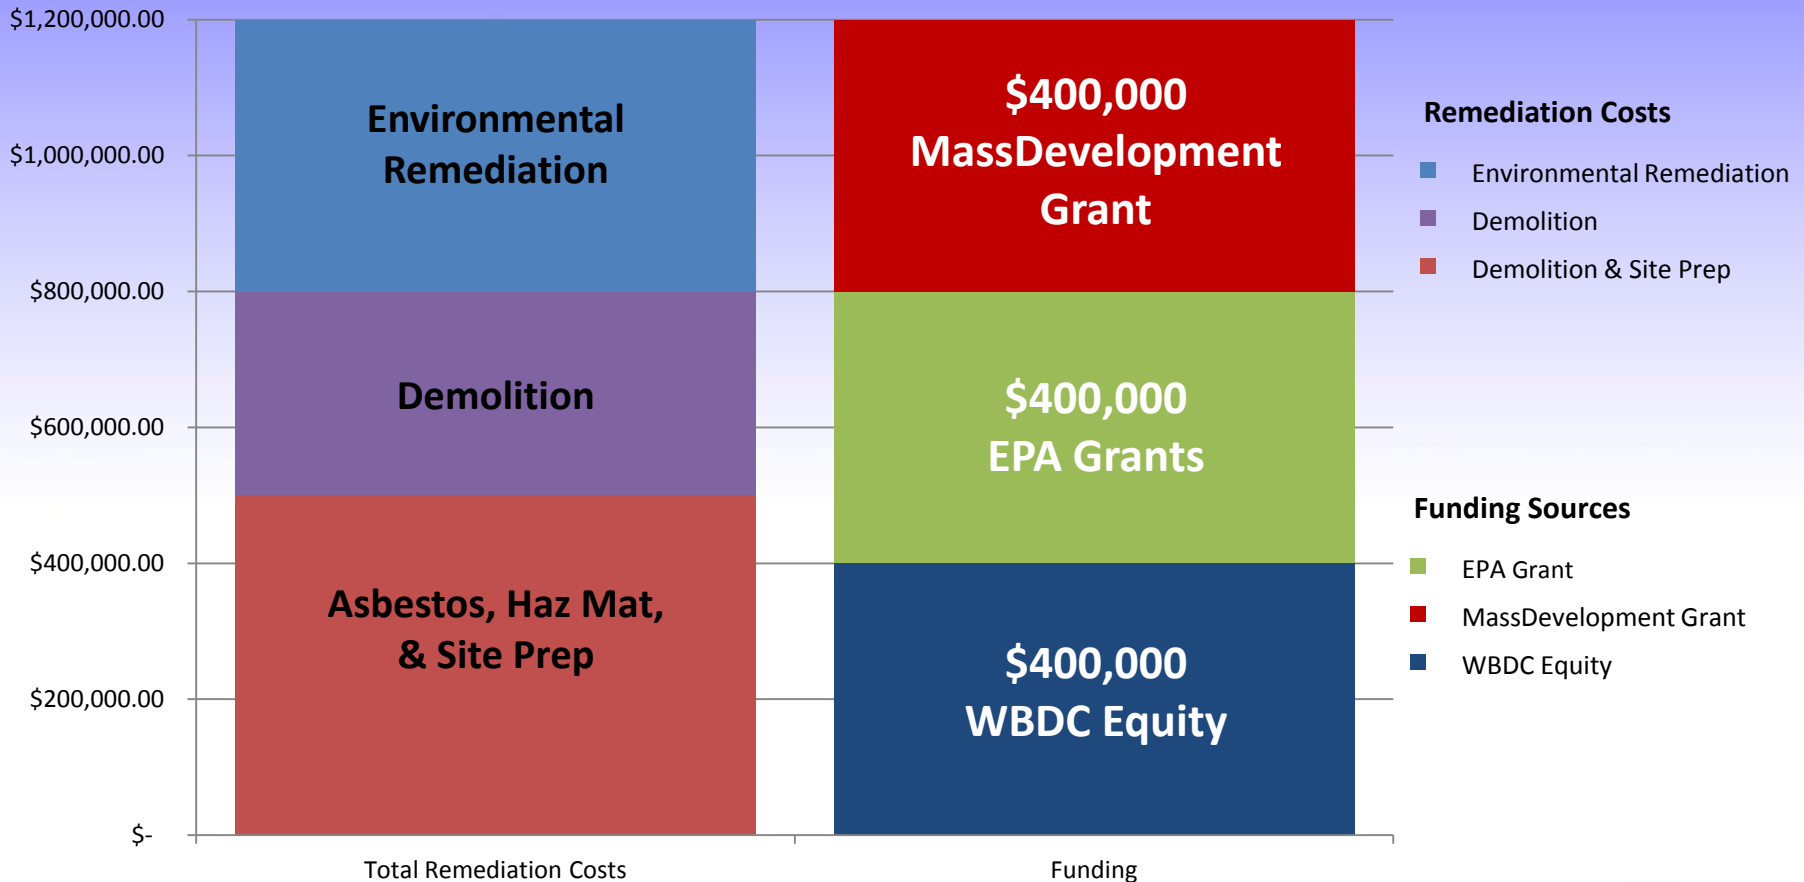 $1,200,000.00
$1,000,000.00
$800,000.00
$600,000.00
$400,000.00
$200,000.00
$-
Environmental
Remediation
Demolition
Asbestos, Haz Mat,
& Site Prep
$400,000
MassDevelopment
Grant
$400,000
EPA Grants
$400,000
WBDC Equity
Total Remediation Costs
Funding
Remediation Costs
Environmental Remediation
Demolition
Demolition & Site Prep
Funding Sources
EPA Grant
MassDevelopment Grant
WBDC Equity